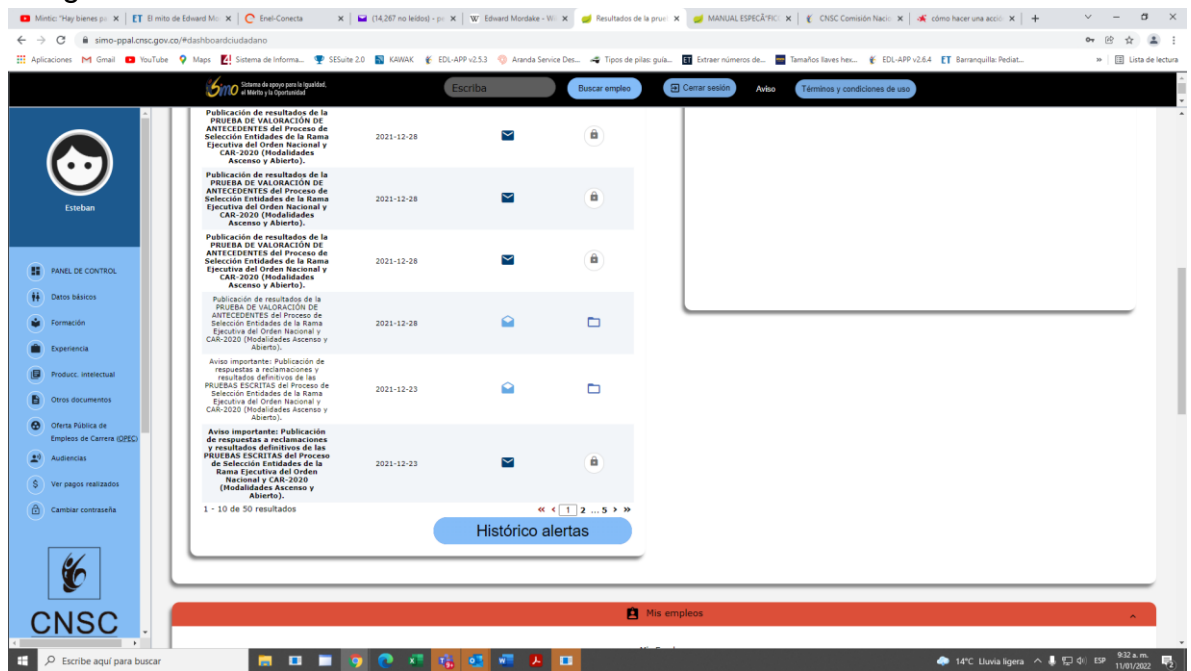 Mintic: "Hay bienes pú
El mito de Edward Mo
Enel-Conecta
(14,267 no leídos) - pe
Edward Mordake - Wi
Resultados de la prue
MANUAL ESPECÃ
CNSC Comisión Nacio
cómo hacer una acció
simo-ppal.cnsc.gov.co/#dashboardciudadano
Aplicaciones
Gmail
YouTube
Maps
Sistema de Informa...
SESuite 2.0
KAWAK
EDL-APP v2.5.3
Aranda Service Des...
Tipos de pilas: guía...
Extraer números de...
Tamaños llaves hex...
EDL-APP v2.6.4
Barranquilla: Pediat...
»
Lista de lectura
Simo
Sistema de apoyo para la Igualdad,
el Mérito y la Oportunidad
Escriba
Buscar empleo
Cerrar sesión
Aviso
Términos y condiciones de uso
Esteban
PANEL DE CONTROL
Datos básicos
Formación
Experiencia
Producc. intelectual
Otros documentos
Oferta Pública de
Empleos de Carrera (OPEC)
Audiencias
Ver pagos realizados
Cambiar contraseña
CNSC
Publicación de resultados de la
PRUEBA DE VALORACIÓN DE
ANTECEDENTES del Proceso de
Selección Entidades de la Rama
Ejecutiva del Orden Nacional y
CAR-2020 (Modalidades
Ascenso y Abierto).
2021-12-28
Publicación de resultados de la
PRUEBA DE VALORACIÓN DE
ANTECEDENTES del Proceso de
Selección Entidades de la Rama
Ejecutiva del Orden Nacional y
CAR-2020 (Modalidades
Ascenso y Abierto).
2021-12-28
Publicación de resultados de la
PRUEBA DE VALORACIÓN DE
ANTECEDENTES del Proceso de
Selección Entidades de la Rama
Ejecutiva del Orden Nacional y
CAR-2020 (Modalidades
Ascenso y Abierto).
2021-12-28
Publicación de resultados de la
PRUEBA DE VALORACIÓN DE
ANTECEDENTES del Proceso de
Selección Entidades de la Rama
Ejecutiva del Orden Nacional y
CAR-2020 (Modalidades Ascenso y
Abierto).
2021-12-28
Aviso importante: Publicación de
respuestas a reclamaciones y
resultados definitivos de las
PRUEBAS ESCRITAS del Proceso de
Selección Entidades de la Rama
Ejecutiva del Orden Nacional y
CAR-2020 (Modalidades Ascenso y
Abierto).
2021-12-23
Aviso importante: Publicación
de respuestas a reclamaciones
y resultados definitivos de las
PRUEBAS ESCRITAS del Proceso
de Selección Entidades de la
Rama Ejecutiva del Orden
Nacional y CAR-2020
(Modalidades Ascenso y
Abierto).
2021-12-23
1 - 10 de 50 resultados
« ‹ 1 2 ... 5 › »
Histórico alertas
Mis empleos
Escribe aquí para buscar
14°C Lluvia ligera
ESP
9:32 a. m.
11/01/2022